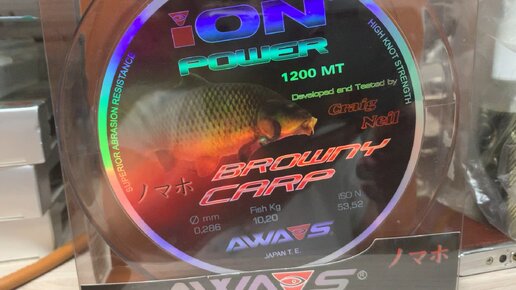 iON
POWER
1200 MT
Developed and Tested by
Craig
Neil
SUPERIOR ABRASION RESISTANCE
HIGH KNOT STRENGTH
ノマホ
BROWNY
CARP
Ø mm
0,286
Fish Kg
10,20
ISO N
53,52
AWA-S
JAPAN T. E.
ノマホ
AWA-S®